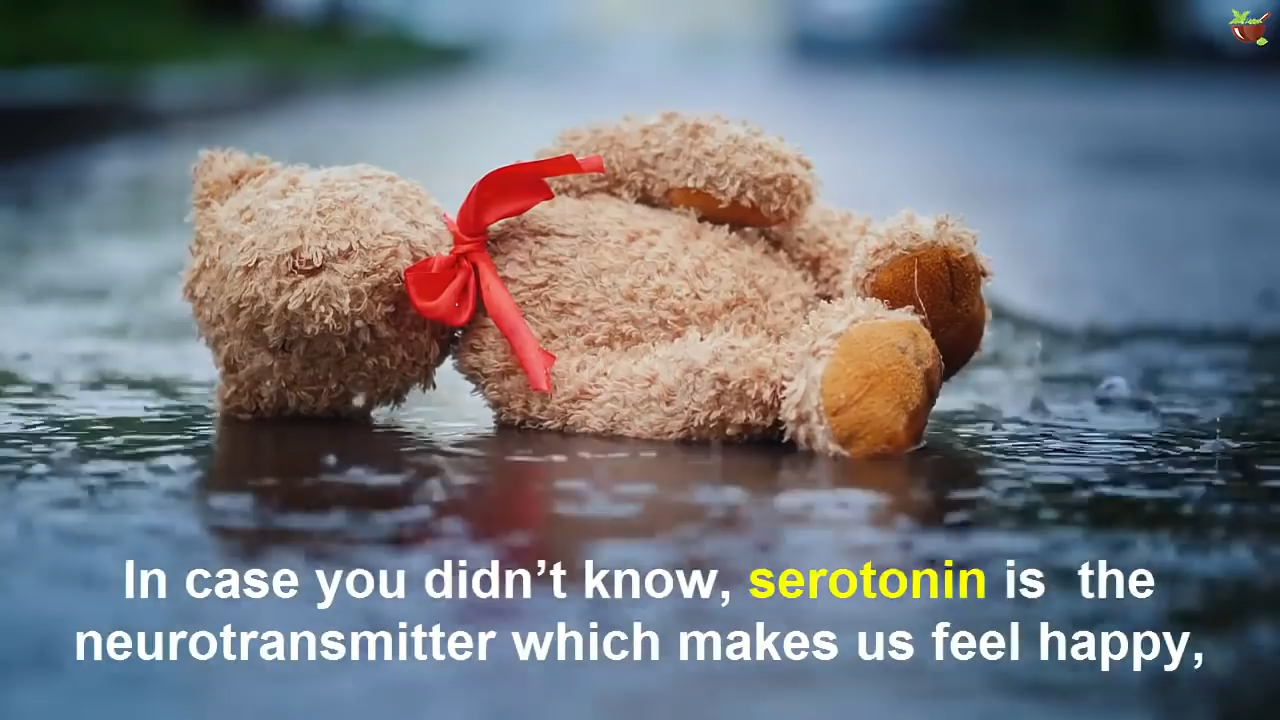 In case you didn’t know, serotonin is  the
neurotransmitter which makes us feel happy,